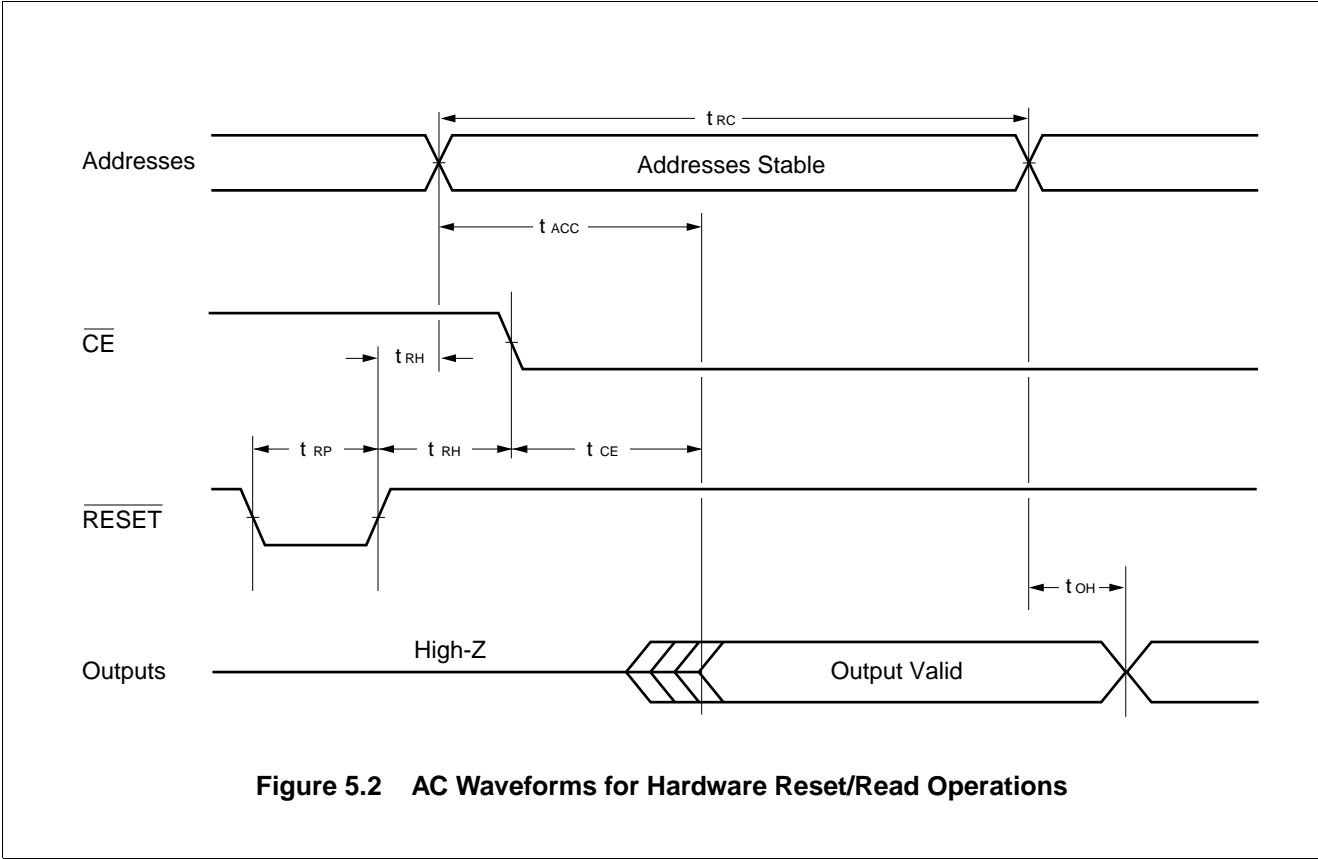 t RC
Addresses
Addresses Stable
t ACC
CE
t RH
t RP
t RH
t CE
RESET
t OH
High-Z
Outputs
Output Valid
Figure 5.2 AC Waveforms for Hardware Reset/Read Operations